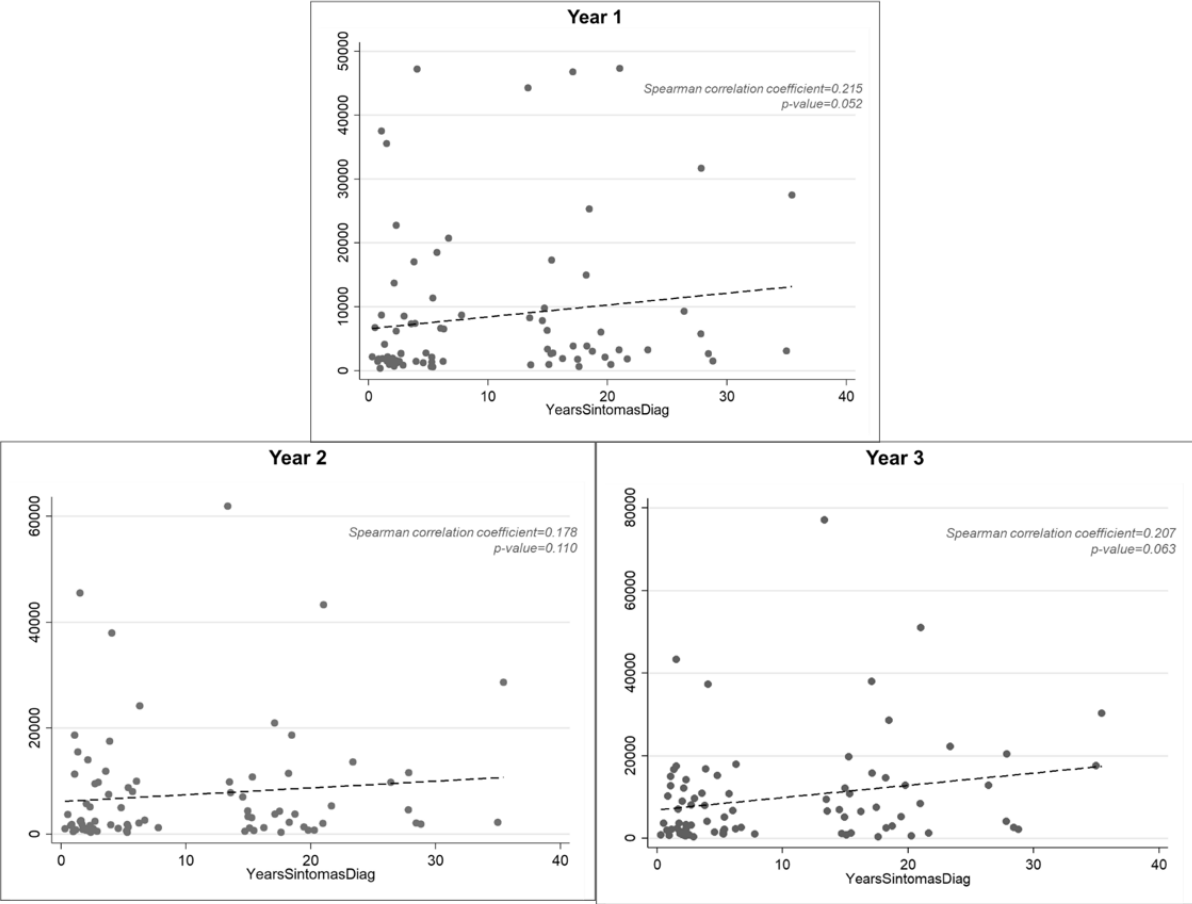 Year 1
50000
40000
30000
20000
10000
0
Spearman correlation coefficient=0.215
p-value=0.052
0 10 20 30 40
YearsSintomasDiag
Year 2
60000
40000
20000
0
Spearman correlation coefficient=0.178
p-value=0.110
0 10 20 30 40
YearsSintomasDiag
Year 3
80000
60000
40000
20000
0
Spearman correlation coefficient=0.207
p-value=0.063
0 10 20 30 40
YearsSintomasDiag